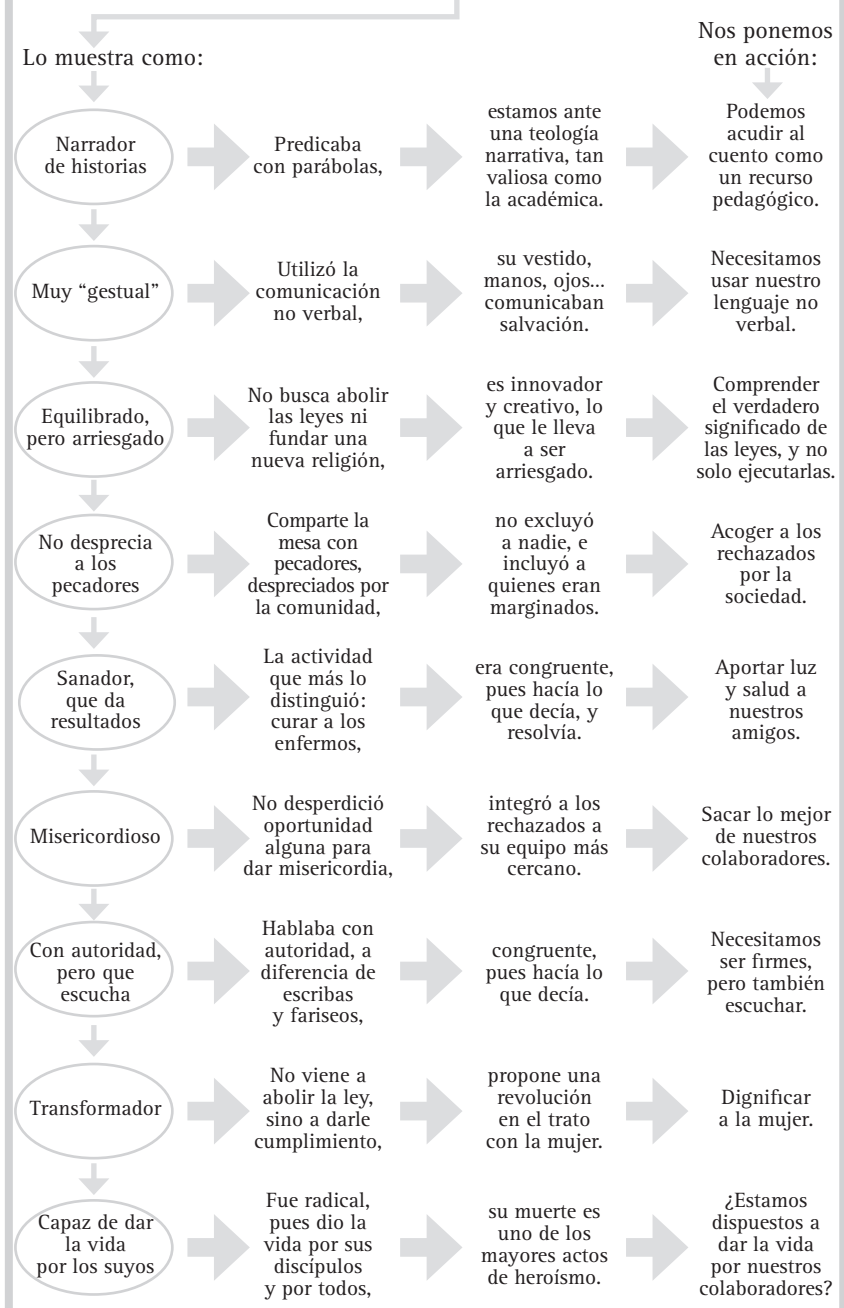 Lo muestra como:
Nos ponemos
en acción:
Narrador
de historias
Predicaba
con parábolas,
estamos ante
una teología
narrativa, tan
valiosa como
la académica.
Podemos
acudir al
cuento como
un recurso
pedagógico.
Muy “gestual”
Utilizó la
comunicación
no verbal,
su vestido,
manos, ojos...
comunicaban
salvación.
Necesitamos
usar nuestro
lenguaje no
verbal.
Equilibrado,
pero arriesgado
No busca abolir
las leyes ni
fundar una
nueva religión,
es innovador
y creativo, lo
que le lleva
a ser
arriesgado.
Comprender
el verdadero
significado de
las leyes, y no
solo ejecutarlas.
No desprecia
a los
pecadores
Comparte la
mesa con
pecadores,
despreciados por
la comunidad,
no excluyó
a nadie, e
incluyó a
quienes eran
marginados.
Acoger a los
rechazados
por la
sociedad.
Sanador,
que da
resultados
La actividad
que más lo
distinguió:
curar a los
enfermos,
era congruente,
pues hacía lo
que decía, y
resolvía.
Aportar luz
y salud a
nuestros
amigos.
Misericordioso
No desperdició
oportunidad
alguna para
dar misericordia,
integró a los
rechazados a
su equipo más
cercano.
Sacar lo mejor
de nuestros
colaboradores.
Con autoridad,
pero que
escucha
Hablaba con
autoridad, a
diferencia de
escribas
y fariseos,
congruente,
pues hacía lo
que decía.
Necesitamos
ser firmes,
pero también
escuchar.
Transformador
No viene a
abolir la ley,
sino a darle
cumplimiento,
propone una
revolución
en el trato
con la mujer.
Dignificar
a la mujer.
Capaz de dar
la vida
por los suyos
Fue radical,
pues dio la
vida por sus
discípulos
y por todos,
su muerte es
uno de los
mayores actos
de heroísmo.
¿Estamos
dispuestos a
dar la vida
por nuestros
colaboradores?